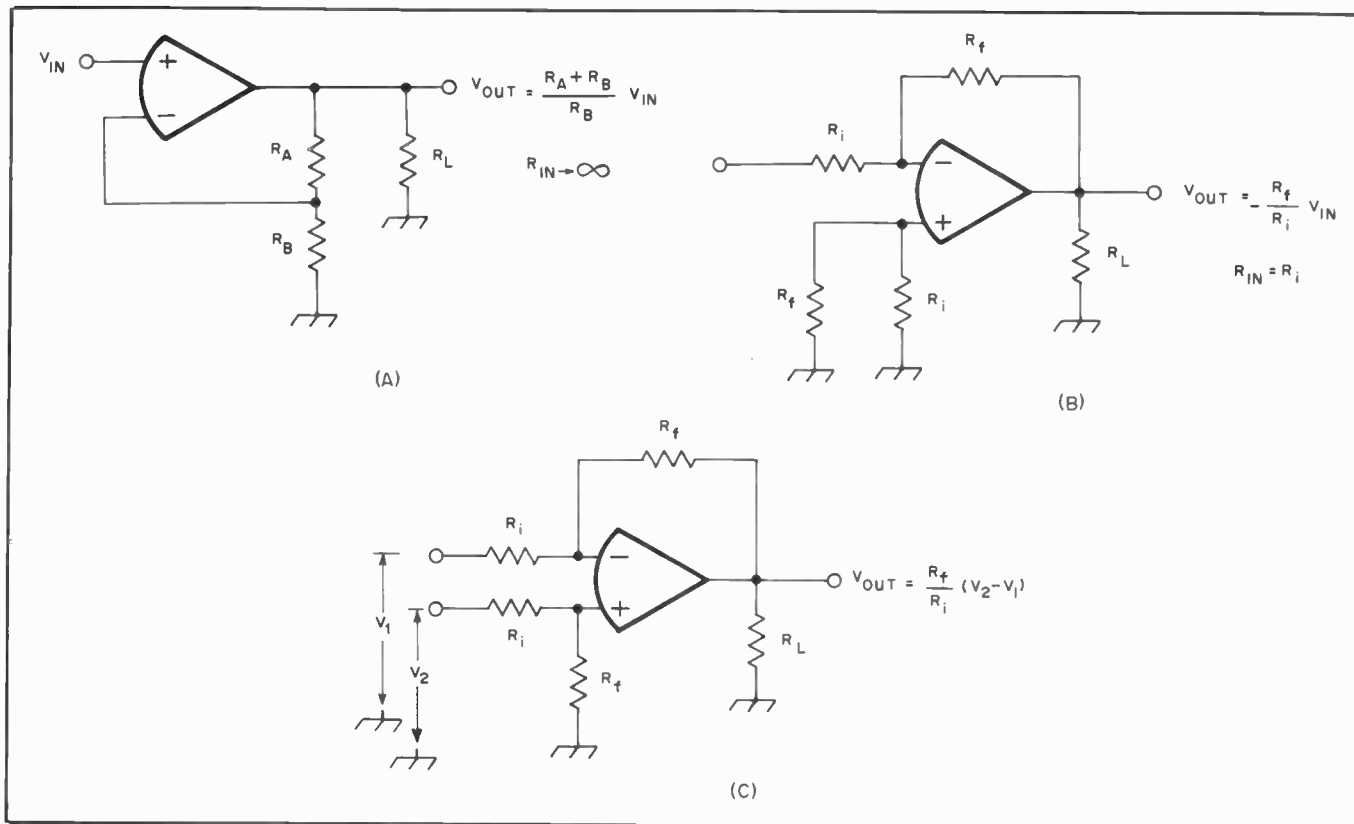 V_IN
+
−
R_A
R_B
R_L
V_OUT = (R_A + R_B)/R_B V_IN
R_IN → ∞
(A)
R_f
R_i
−
+
R_f
R_i
R_L
V_OUT = − R_f/R_i V_IN
R_IN = R_i
(B)
R_f
R_i
−
+
R_i
R_f
V_1
V_2
R_L
V_OUT = R_f/R_i (V_2 − V_1)
(C)